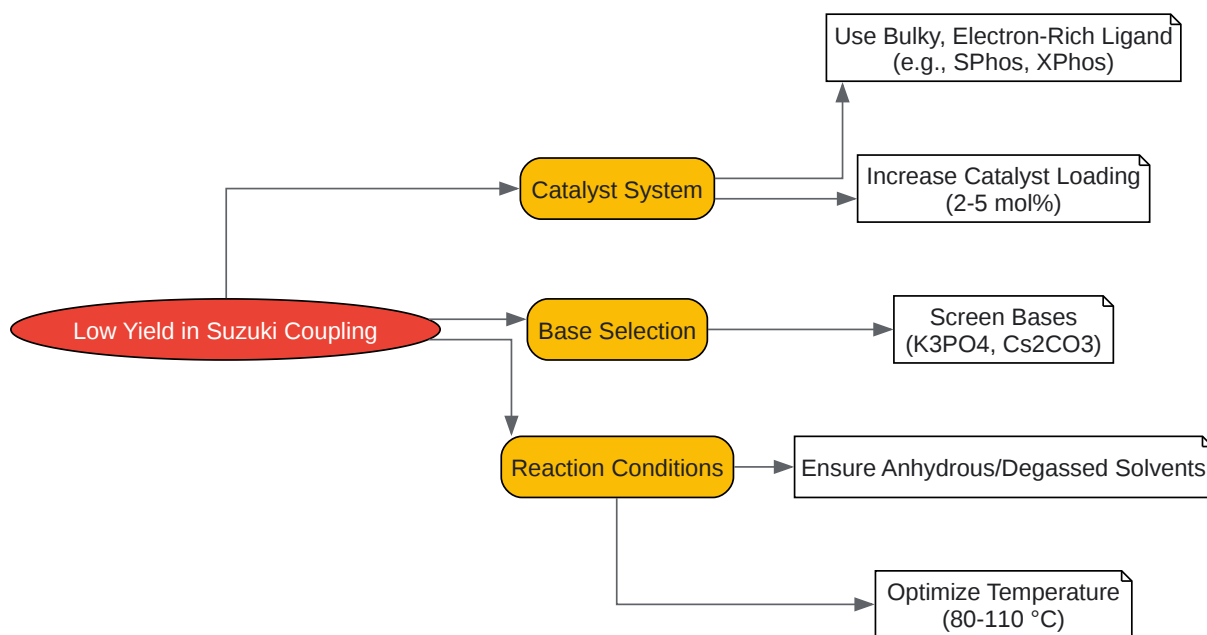 Use Bulky, Electron-Rich Ligand
(e.g., SPhos, XPhos)
Increase Catalyst Loading
(2-5 mol%)
Catalyst System
Low Yield in Suzuki Coupling
Base Selection
Screen Bases
(K3PO4, Cs2CO3)
Reaction Conditions
Ensure Anhydrous/Degassed Solvents
Optimize Temperature
(80-110 °C)